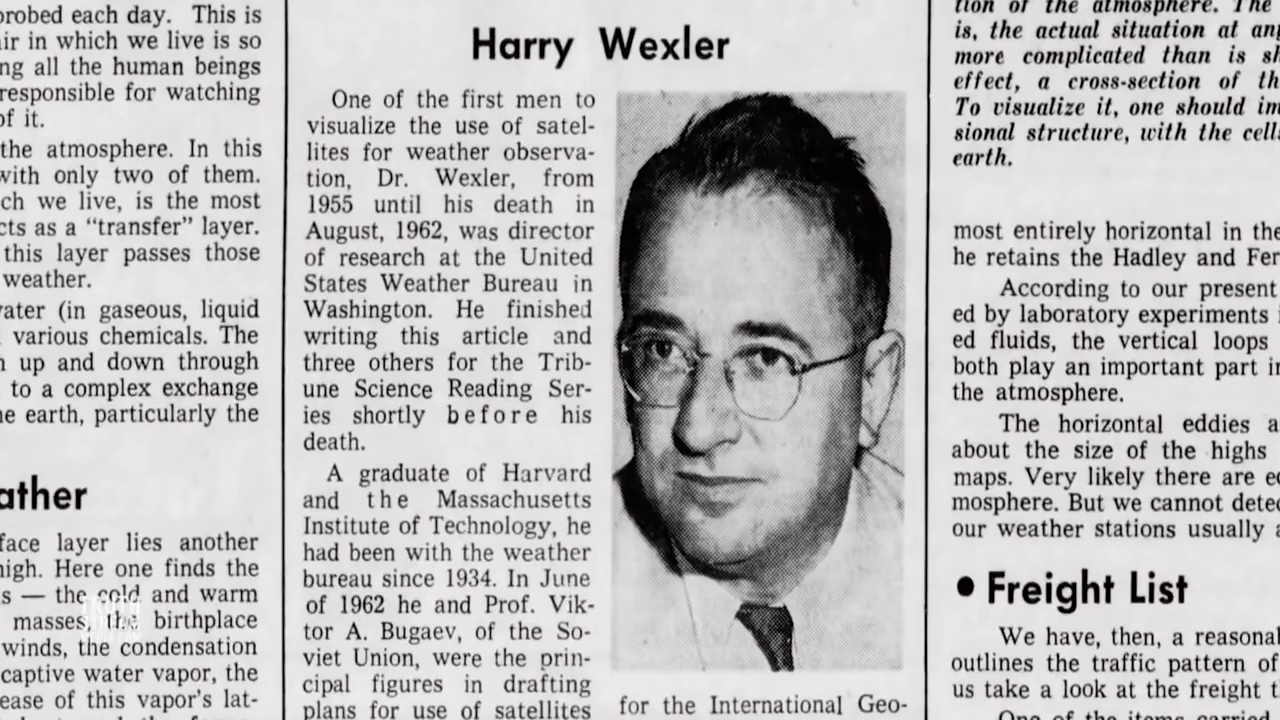 probed each day. This is
air in which we live is so
ng all the human beings
responsible for watching
of it.
the atmosphere. In this
with only two of them.
ch we live, is the most
cts as a “transfer” layer.
this layer passes those
weather.
vater (in gaseous, liquid
various chemicals. The
n up and down through
to a complex exchange
ne earth, particularly the
ather
face layer lies another
high. Here one finds the
s — the cold and warm
masses, the birthplace
winds, the condensation
captive water vapor, the
ease of this vapor's lat-
Harry Wexler
One of the first men to
visualize the use of satel-
lites for weather observa-
tion, Dr. Wexler, from
1955 until his death in
August, 1962, was director
of research at the United
States Weather Bureau in
Washington. He finished
writing this article and
three others for the Trib-
une Science Reading Ser-
ies shortly before his
death.
A graduate of Harvard
and the Massachusetts
Institute of Technology, he
had been with the weather
bureau since 1934. In June
of 1962 he and Prof. Vik-
tor A. Bugaev, of the So-
viet Union, were the prin-
cipal figures in drafting
plans for use of satellites
for the International Geo-
tion of the atmosphere. The
is, the actual situation at any
more complicated than is sh
effect, a cross-section of th
To visualize it, one should im
sional structure, with the cells
earth.
most entirely horizontal in the
he retains the Hadley and Fer
According to our present
ed by laboratory experiments
ed fluids, the vertical loops
both play an important part in
the atmosphere.
The horizontal eddies a
about the size of the highs
maps. Very likely there are ed
mosphere. But we cannot detec
our weather stations usually a
• Freight List
We have, then, a reasonal
outlines the traffic pattern of
us take a look at the freight t
One of the items carried